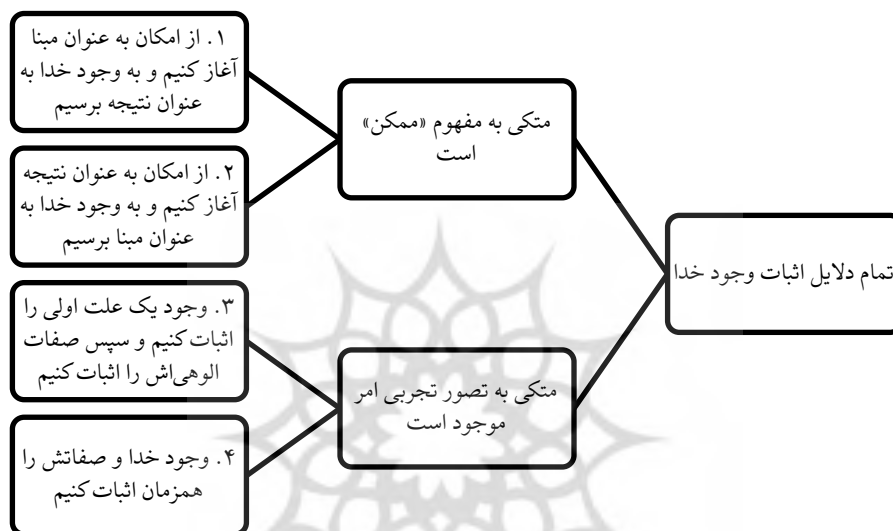 تمام دلایل اثبات وجود خدا
متکی به مفهوم «ممکن»
است
۱. از امکان به عنوان مبنا
آغاز کنیم و به وجود خدا به
عنوان نتیجه برسیم
۲. از امکان به عنوان نتیجه
آغاز کنیم و به وجود خدا به
عنوان مبنا برسیم
متکی به تصور تجربی امر
موجود است
۳. وجود یک علت اولی را
اثبات کنیم و سپس صفات
الوهی‌اش را اثبات کنیم
۴. وجود خدا و صفاتش را
همزمان اثبات کنیم